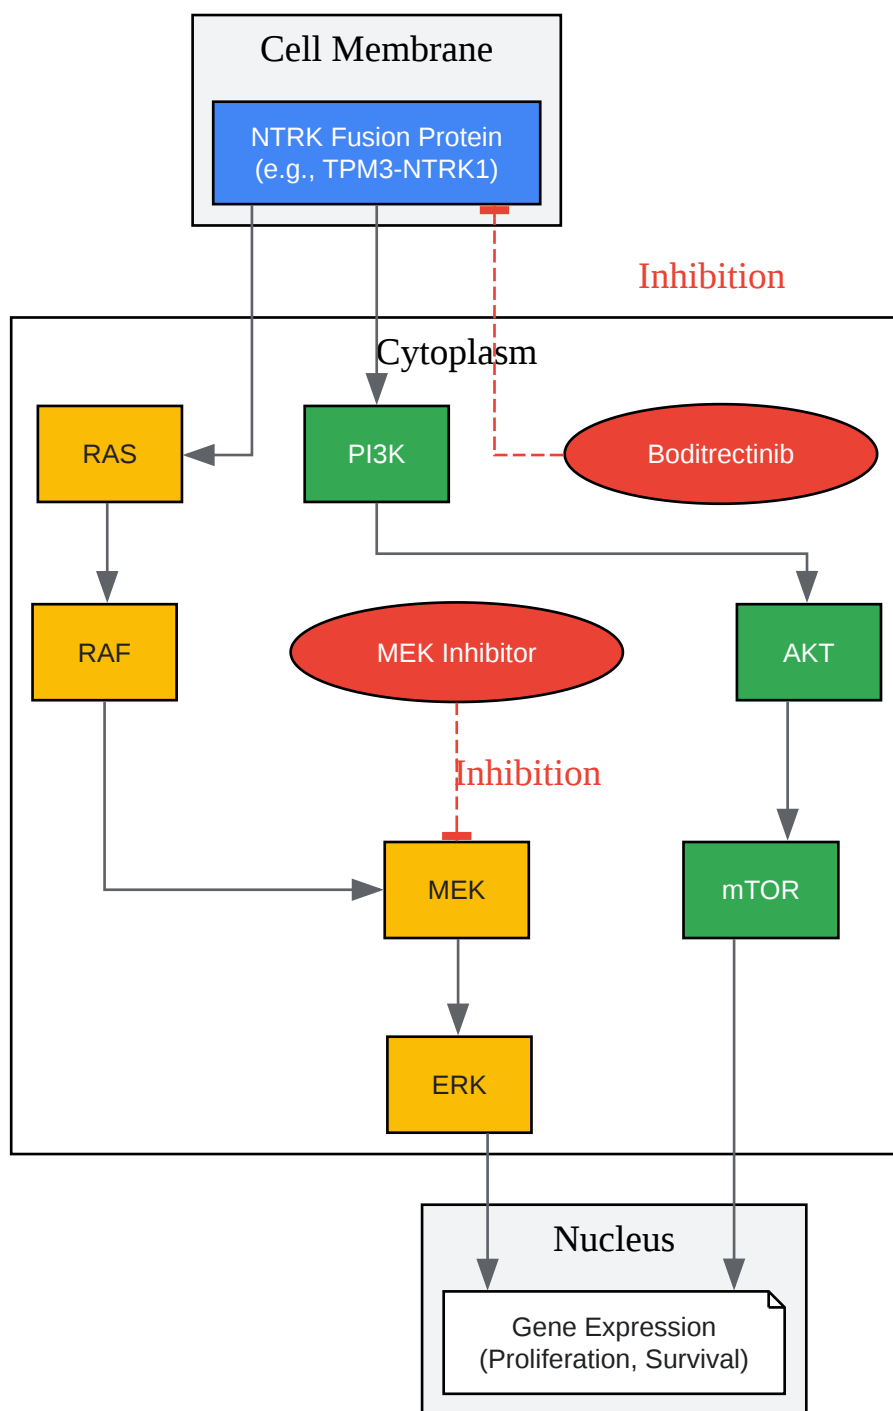 Cell Membrane
NTRK Fusion Protein
(e.g., TPM3-NTRK1)
Inhibition
Cytoplasm
RAS
PI3K
Boditrectinib
RAF
MEK Inhibitor
AKT
Inhibition
MEK
mTOR
ERK
Nucleus
Gene Expression
(Proliferation, Survival)